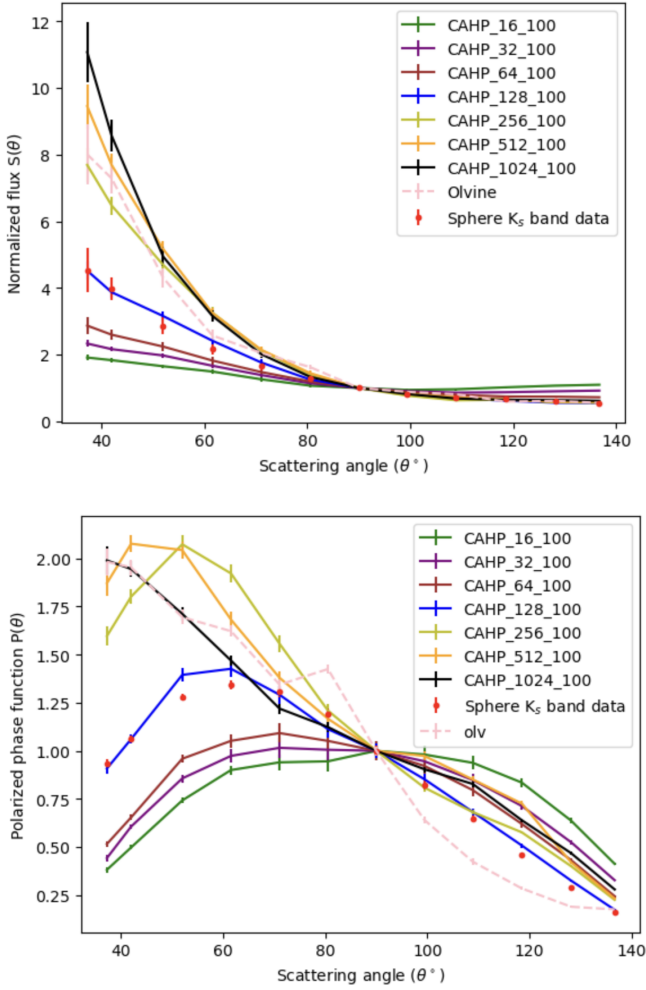 12
10
8
6
4
2
0
Normalized flux S(θ)
CAHP_16_100
CAHP_32_100
CAHP_64_100
CAHP_128_100
CAHP_256_100
CAHP_512_100
CAHP_1024_100
Olvine
Sphere Kₛ band data
40 60 80 100 120 140
Scattering angle (θ°)
2.00
1.75
1.50
1.25
1.00
0.75
0.50
0.25
Polarized phase function P(θ)
CAHP_16_100
CAHP_32_100
CAHP_64_100
CAHP_128_100
CAHP_256_100
CAHP_512_100
CAHP_1024_100
Sphere Kₛ band data
olv
40 60 80 100 120 140
Scattering angle (θ°)